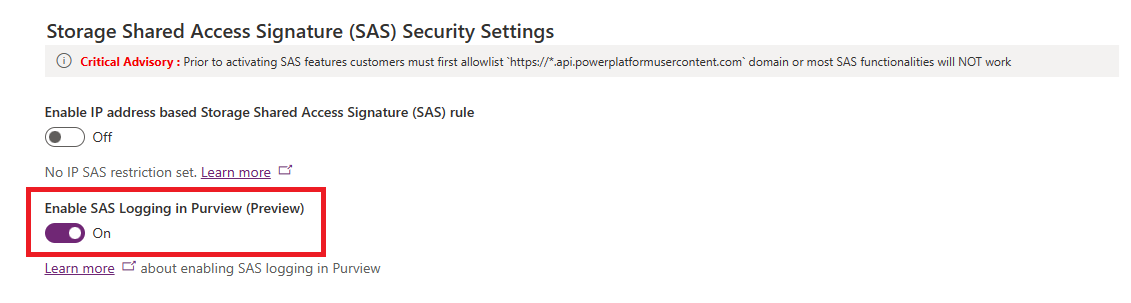 Storage Shared Access Signature (SAS) Security Settings
Critical Advisory : Prior to activating SAS features customers must first allowlist `https://*.api.powerplatformusercontent.com` domain or most SAS functionalities will NOT work
Enable IP address based Storage Shared Access Signature (SAS) rule
Off
No IP SAS restriction set. Learn more
Enable SAS Logging in Purview (Preview)
On
Learn more about enabling SAS logging in Purview